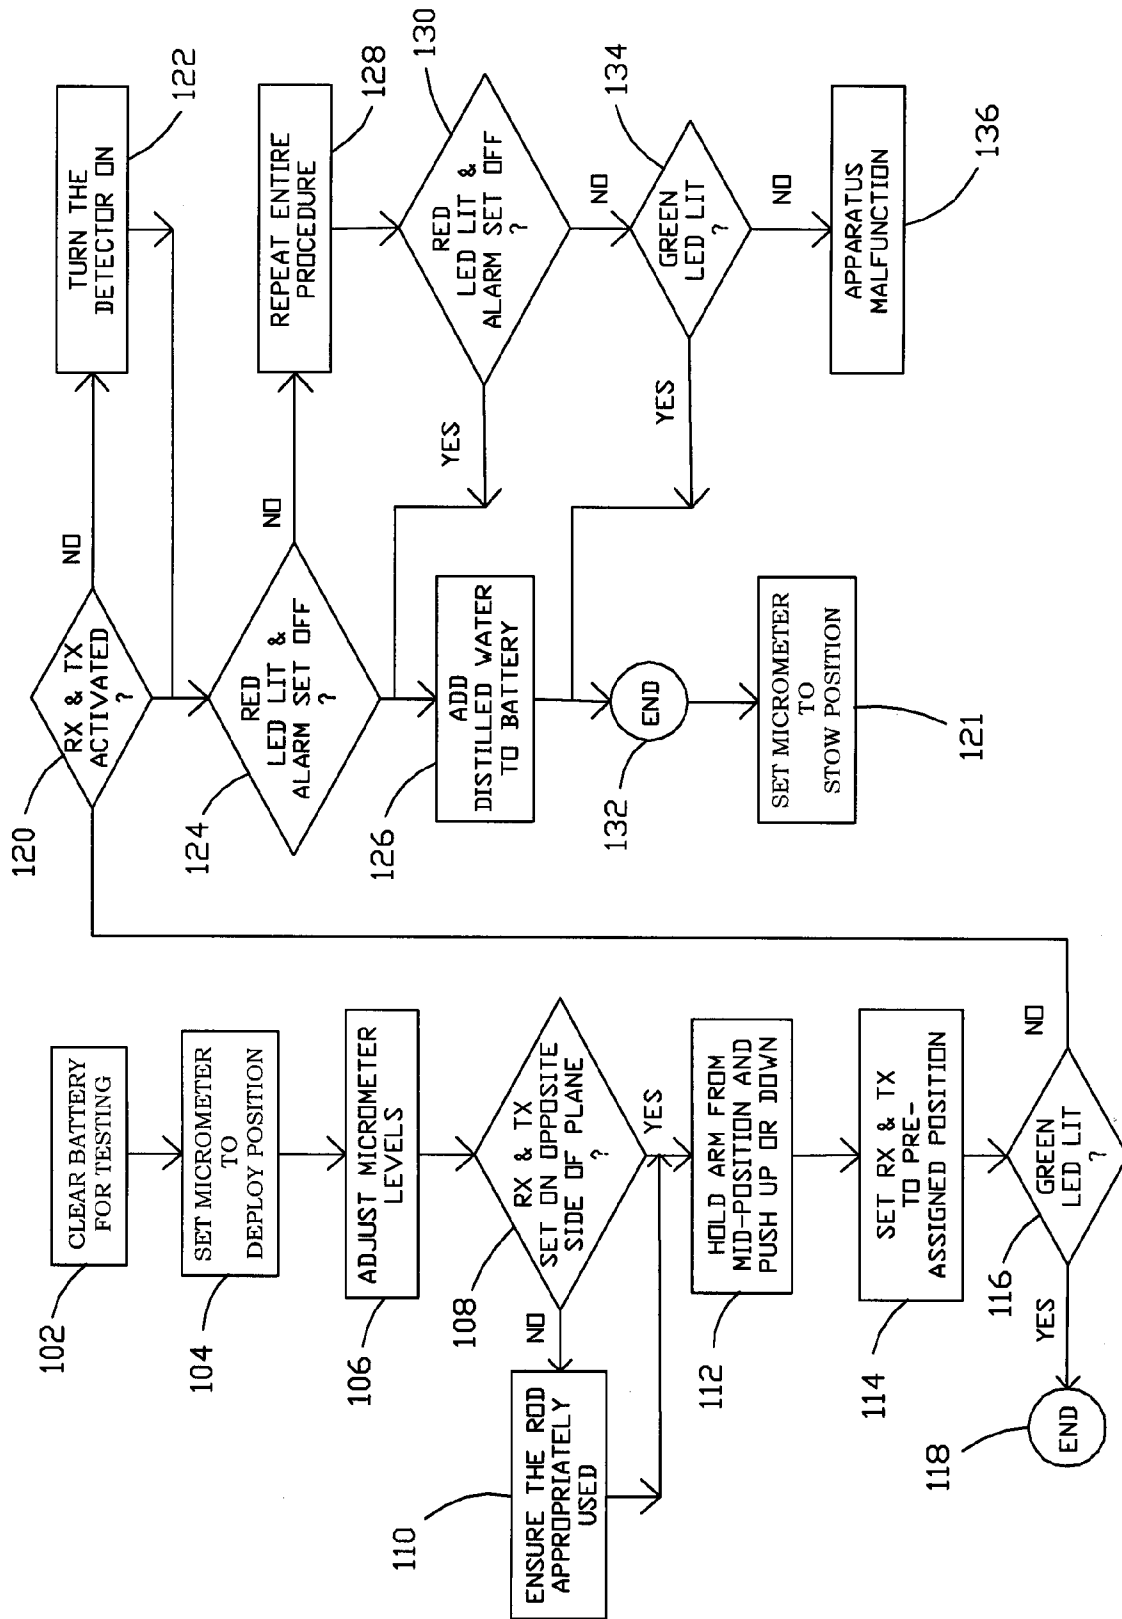 102
CLEAR BATTERY
FOR TESTING
104
SET MICROMETER
TO
DEPLOY POSITION
106
ADJUST MICROMETER
LEVELS
108
RX & TX
SET ON OPPOSITE
SIDE OF PLANE
?
NO
YES
110
ENSURE THE ROD
APPROPRIATELY
USED
112
HOLD ARM FROM
MID-POSITION AND
PUSH UP OR DOWN
114
SET RX & TX
TO PRE-
ASSIGNED POSITION
116
GREEN
LED LIT
?
YES
NO
118
END
120
RX & TX
ACTIVATED
?
NO
TURN THE
DETECTOR ON
122
124
RED
LED LIT &
ALARM SET OFF
?
NO
REPEAT ENTIRE
PROCEDURE
128
126
ADD
DISTILLED WATER
TO BATTERY
YES
RED
LED LIT &
ALARM SET OFF
?
130
NO
132
END
YES
GREEN
LED LIT
?
134
NO
SET MICROMETER
TO
STOW POSITION
121
APPARATUS
MALFUNCTION
136